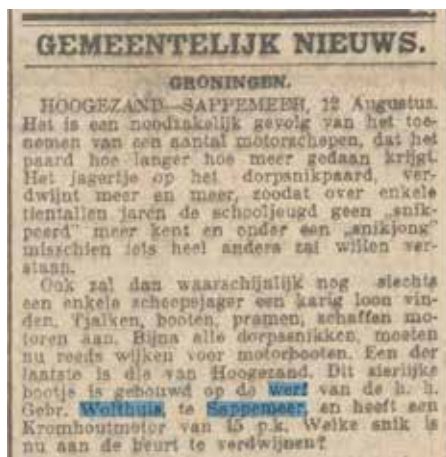 GEMEENTELIJK NIEUWS.
GRONINGEN.
HOOGEZAND—SAPPEMEER, 12 Augustus.
Het is een noodzakelijk gevolg van het toe-
nemen van een aantal motorschepen, dat het
paard hoe langer hoe meer gedaan krijgt.
Het jagertje op het dorpsnikpaard, ver-
dwijnt meer en meer, zoodat over enkele
tientallen jaren de schooljeugd geen „snik-
peerd" meer kent en onder een „snikjong"
misschien iets heel anders zal willen ver-
staan.
Ook zal dan waarschijnlijk nog slechts
een enkele scheepsjager een karig loon vin-
den. Tjalken, booten, pramen, schaffen mo-
toren aan. Bijna alle dorpsnikken, moeten
nu reeds wijken voor motorbooten. Een der
laatste is die van Hoogezand. Dit sierlijke
bootje is gebouwd op de werf van de h. h.
Gebr. Wolthuis, te Sappemeer, en heeft een
Kromhoutmotor van 15 p.k. Welke snik is
nu aan de beurt te verdwijnen?